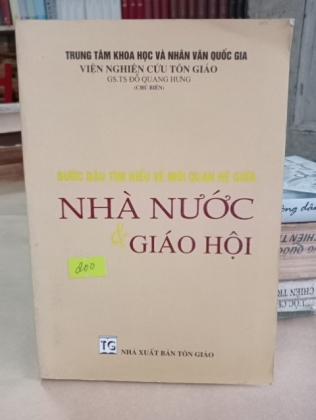 TRUNG TÂM KHOA HỌC VÀ NHÂN VĂN QUỐC GIA
VIỆN NGHIÊN CỨU TÔN GIÁO
GS.TS ĐỖ QUANG HƯNG
(CHỦ BIÊN)
BƯỚC ĐẦU TÌM HIỂU VỀ MỐI QUAN HỆ GIỮA
NHÀ NƯỚC
& GIÁO HỘI
200
TG
NHÀ XUẤT BẢN TÔN GIÁO